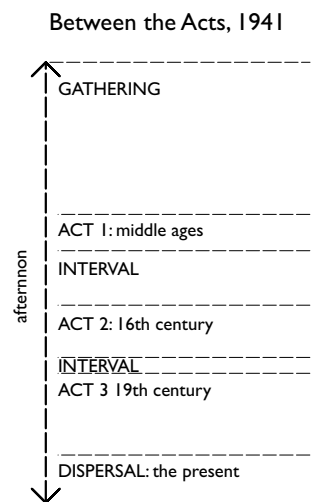 Between the Acts, 1941
GATHERING
ACT 1: middle ages
INTERVAL
afternnon
ACT 2: 16th century
INTERVAL
ACT 3 19th century
DISPERSAL: the present